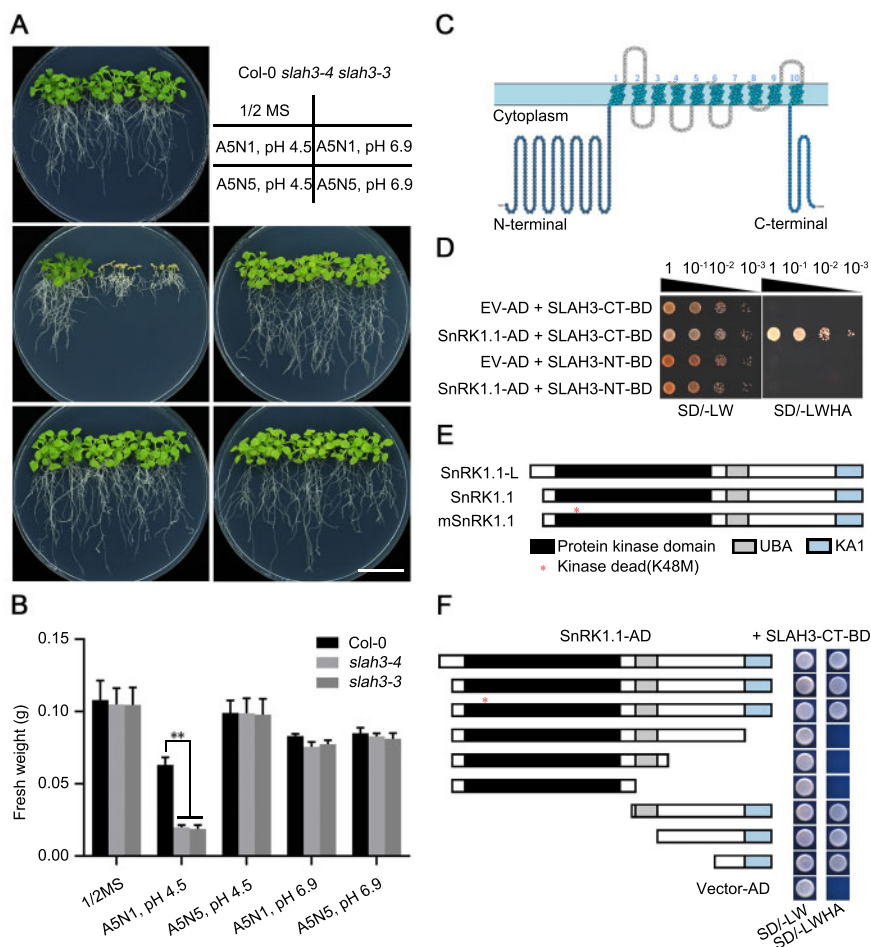 A
Col-0 slah3-4 slah3-3
1/2 MS
A5N1, pH 4.5 A5N1, pH 6.9
A5N5, pH 4.5 A5N5, pH 6.9
B
Fresh weight (g)
0.15
0.10
0.05
0.00
Col-0
slah3-4
slah3-3
**
1/2MS
A5N1, pH 4.5
A5N5, pH 4.5
A5N1, pH 6.9
A5N5, pH 6.9
C
1 2 3 4 5 6 7 8 9 10
Cytoplasm
N-terminal
C-terminal
D
1 10-1 10-2 10-3 1 10-1 10-2 10-3
EV-AD + SLAH3-CT-BD
SnRK1.1-AD + SLAH3-CT-BD
EV-AD + SLAH3-NT-BD
SnRK1.1-AD + SLAH3-NT-BD
SD/-LW SD/-LWHA
E
SnRK1.1-L
SnRK1.1
*
mSnRK1.1
Protein kinase domain UBA KA1
* Kinase dead(K48M)
F
SnRK1.1-AD + SLAH3-CT-BD
*
Vector-AD
SD/-LW
SD/-LWHA